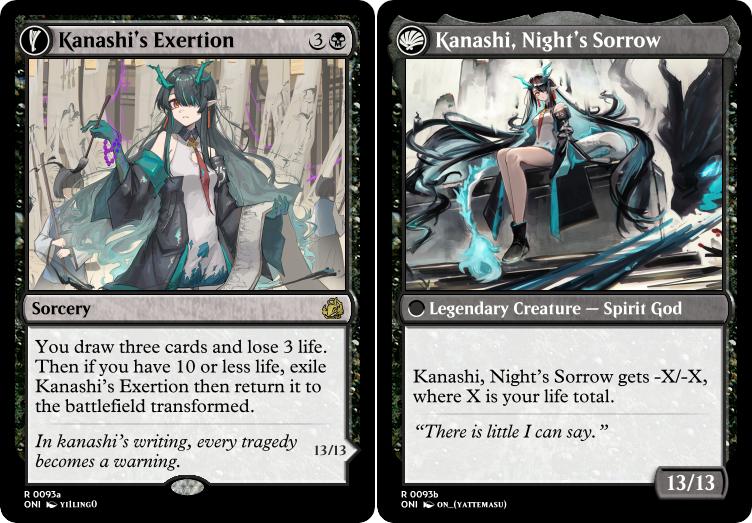 Kanashi's Exertion 3
Sorcery
You draw three cards and lose 3 life.
Then if you have 10 or less life, exile
Kanashi's Exertion then return it to
the battlefield transformed.
In kanashi's writing, every tragedy
becomes a warning.
13/13
R 0093a
ONI YIILING0
Kanashi, Night's Sorrow
Legendary Creature — Spirit God
Kanashi, Night's Sorrow gets -X/-X,
where X is your life total.
“There is little I can say.”
13/13
R 0093b
ONI ON_(YATTEMASU)